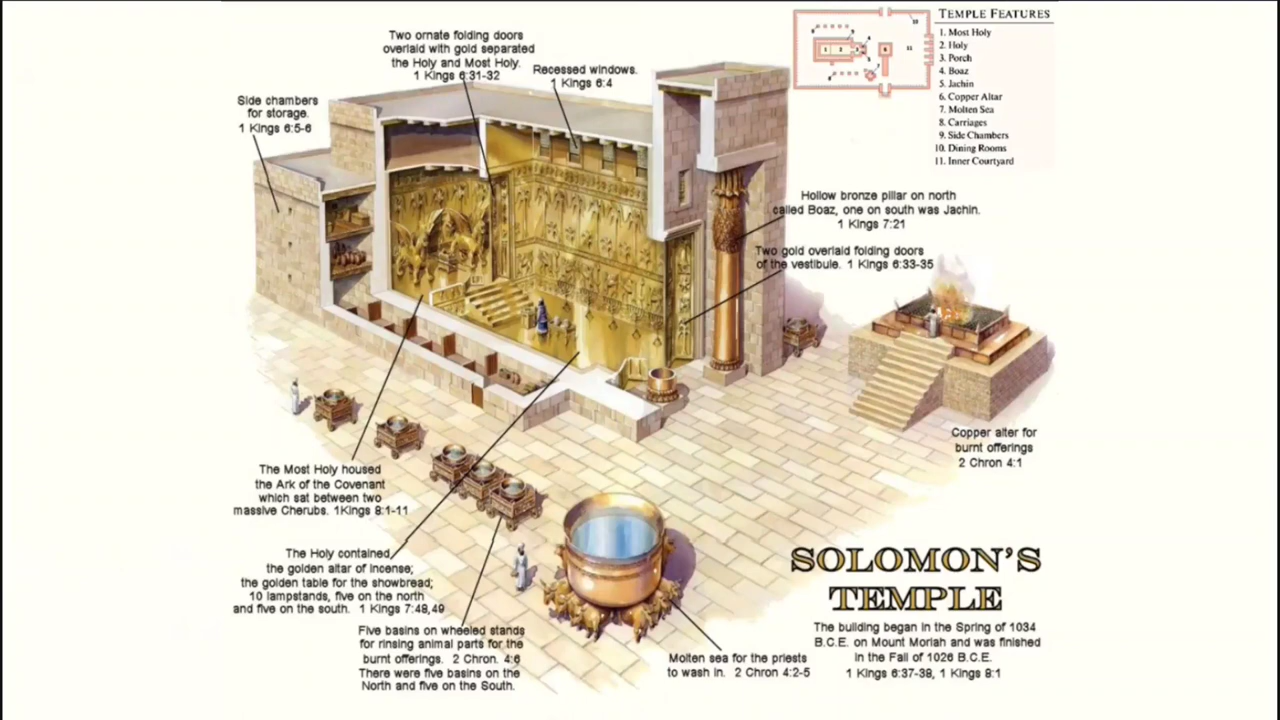 Two ornate folding doors
overlaid with gold separated
the Holy and Most Holy.
1 Kings 6:31-32
Recessed windows.
1 Kings 6:4
Side chambers
for storage.
1 Kings 6:5-6
TEMPLE FEATURES
1. Most Holy
2. Holy
3. Porch
4. Boaz
5. Jachin
6. Copper Altar
7. Molten Sea
8. Carriages
9. Side Chambers
10. Dining Rooms
11. Inner Courtyard
Hollow bronze pillar on north
called Boaz, one on south was Jachin.
1 Kings 7:21
Two gold overlaid folding doors
of the vestibule. 1 Kings 6:33-35
Copper alter for
burnt offerings
2 Chron 4:1
The Most Holy housed
the Ark of the Covenant
which sat between two
massive Cherubs. 1Kings 8:1-11
The Holy contained
the golden altar of incense;
the golden table for the showbread;
10 lampstands, five on the north
and five on the south. 1 Kings 7:48,49
Five basins on wheeled stands
for rinsing animal parts for the
burnt offerings. 2 Chron. 4:6
There were five basins on the
North and five on the South.
Molten sea for the priests
to wash in. 2 Chron 4:2-5
SOLOMON'S
TEMPLE
The building began in the Spring of 1034
B.C.E. on Mount Moriah and was finished
in the Fall of 1026 B.C.E.
1 Kings 6:37-38, 1 Kings 8:1